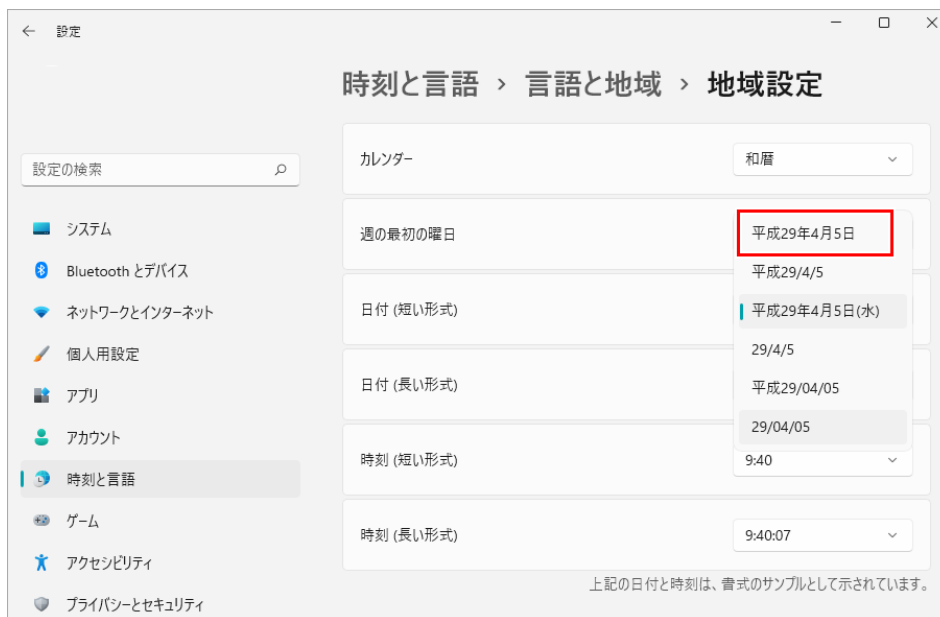 設定
時刻と言語 › 言語と地域 › 地域設定
設定の検索
システム
Bluetooth とデバイス
ネットワークとインターネット
個人用設定
アプリ
アカウント
時刻と言語
ゲーム
アクセシビリティ
プライバシーとセキュリティ
カレンダー
和暦
週の最初の曜日
日付 (短い形式)
日付 (長い形式)
平成29年4月5日
平成29/4/5
平成29年4月5日(水)
29/4/5
平成29/04/05
29/04/05
時刻 (短い形式)
9:40
時刻 (長い形式)
9:40:07
上記の日付と時刻は、書式のサンプルとして示されています。